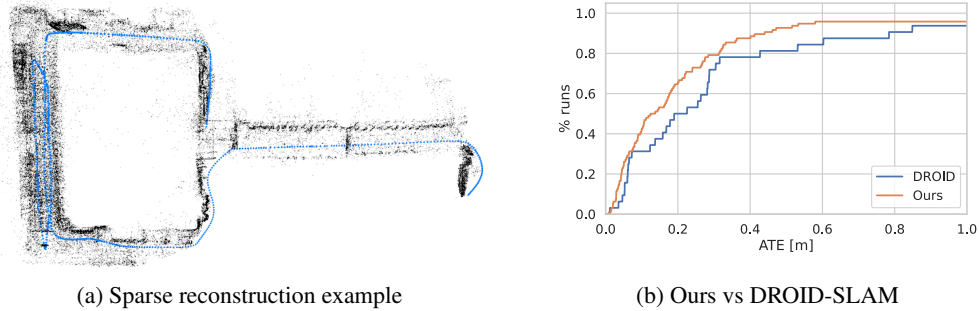 % runs
1.0
0.8
0.6
0.4
0.2
0.0
0.0 0.2 0.4 0.6 0.8 1.0
ATE [m]
DROID
Ours
(a) Sparse reconstruction example
(b) Ours vs DROID-SLAM